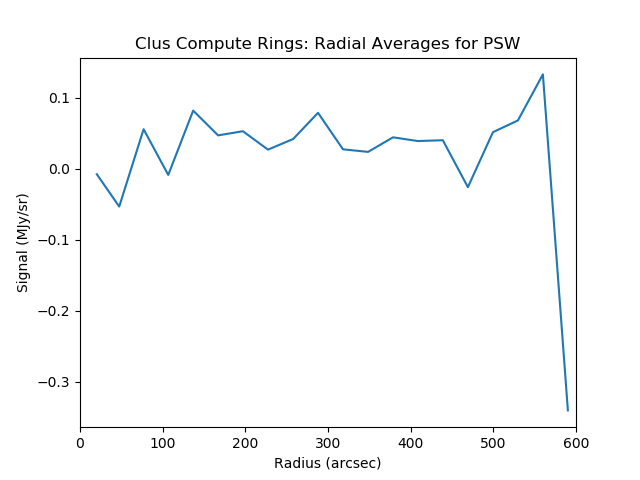 Clus Compute Rings: Radial Averages for PSW
0.1
0.0
−0.1
−0.2
−0.3
Signal (MJy/sr)
0 100 200 300 400 500 600
Radius (arcsec)